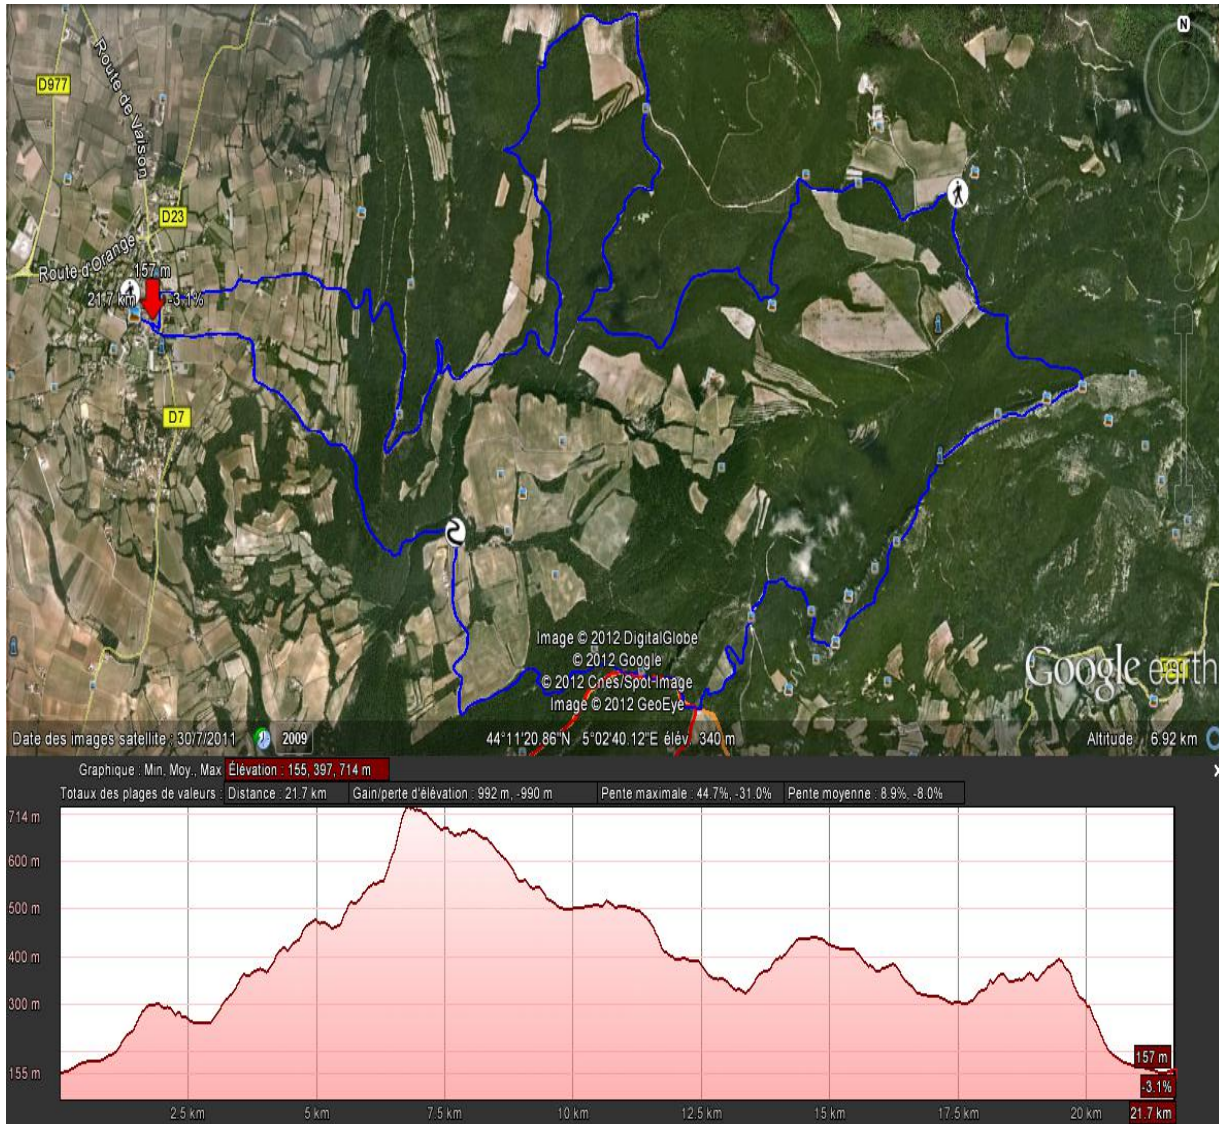 N
D977
Route de Vaison
D23
Route d'Orange
157 m
21.7 km
-3.1%
D7
Image © 2012 DigitalGlobe
© 2012 Google
© 2012 Cnes/Spot-Image
Image © 2012 GeoEye
Google earth
Date des images satellite : 30/7/2011
2009
44°11'20.86"N 5°02'40.12"E élév. 340 m
Altitude 6.92 km
Graphique : Min, Moy., Max Élévation : 155, 397, 714 m
x
Totaux des plages de valeurs : Distance : 21.7 km Gain/perte d'élévation : 992 m, -990 m Pente maximale : 44.7%, -31.0% Pente moyenne : 8.9%, -8.0%
714 m
600 m
500 m
400 m
300 m
155 m
157 m
-3.1%
2.5 km 5 km 7.5 km 10 km 12.5 km 15 km 17.5 km 20 km 21.7 km